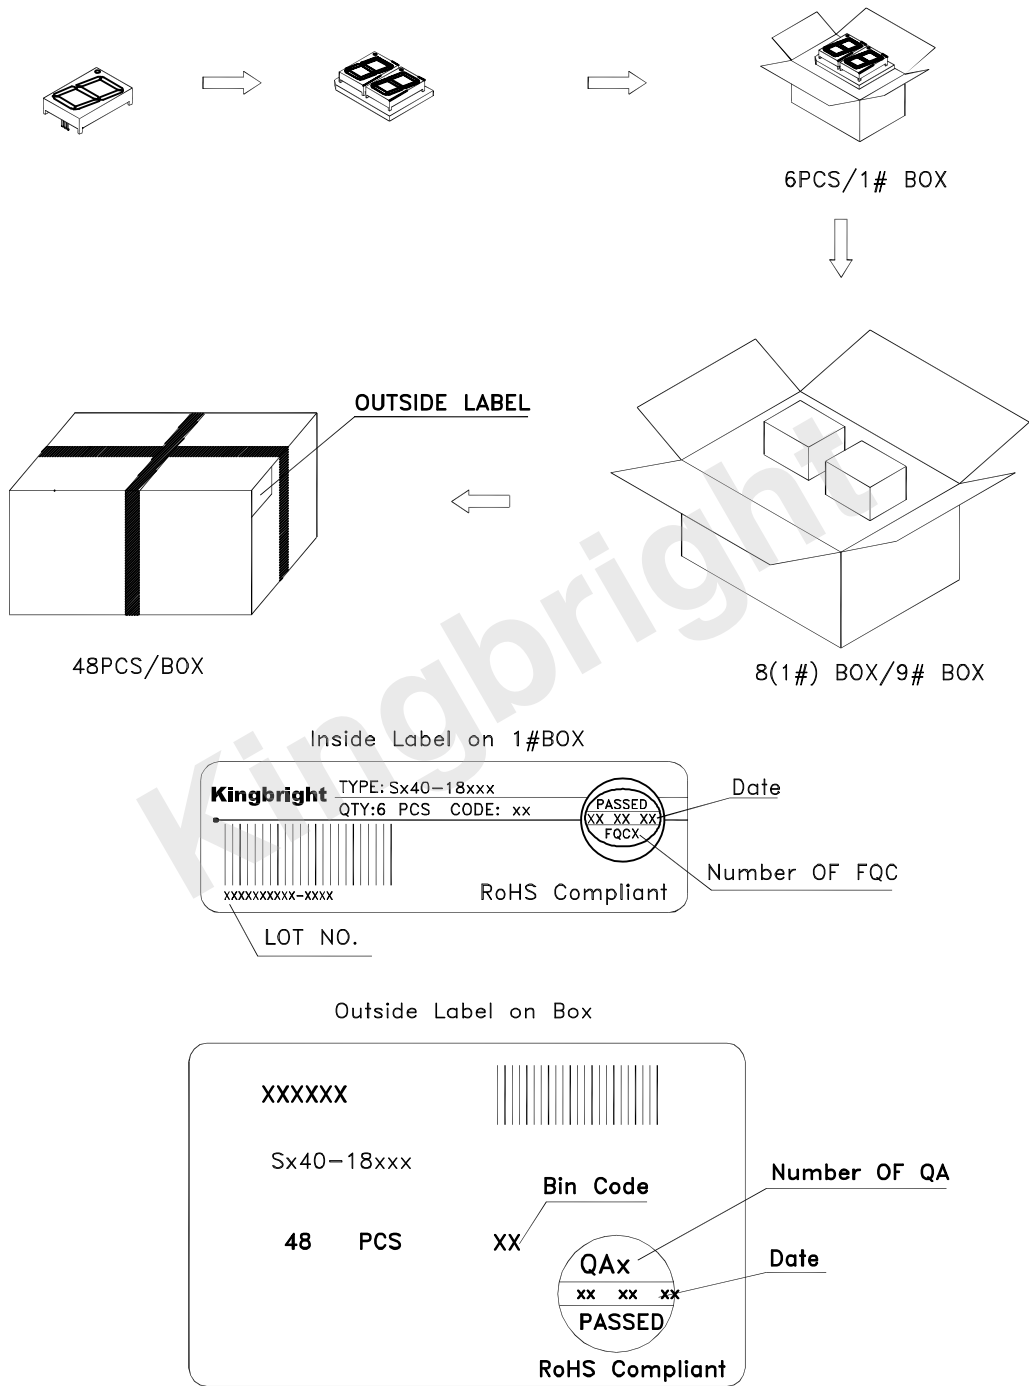 6PCS/1# BOX
OUTSIDE LABEL
48PCS/BOX
8(1#) BOX/9# BOX
Kingbright
Inside Label on 1#BOX
Kingbright
TYPE: Sx40-18xxx
QTY:6 PCS CODE: xx
PASSED
XX XX XX
FQCX
Date
Number OF FQC
xxxxxxxxxx-xxxx
RoHS Compliant
LOT NO.
Outside Label on Box
XXXXXX
Sx40-18xxx
Bin Code
Number OF QA
48 PCS
XX
QAx
Date
xx xx xx
PASSED
RoHS Compliant